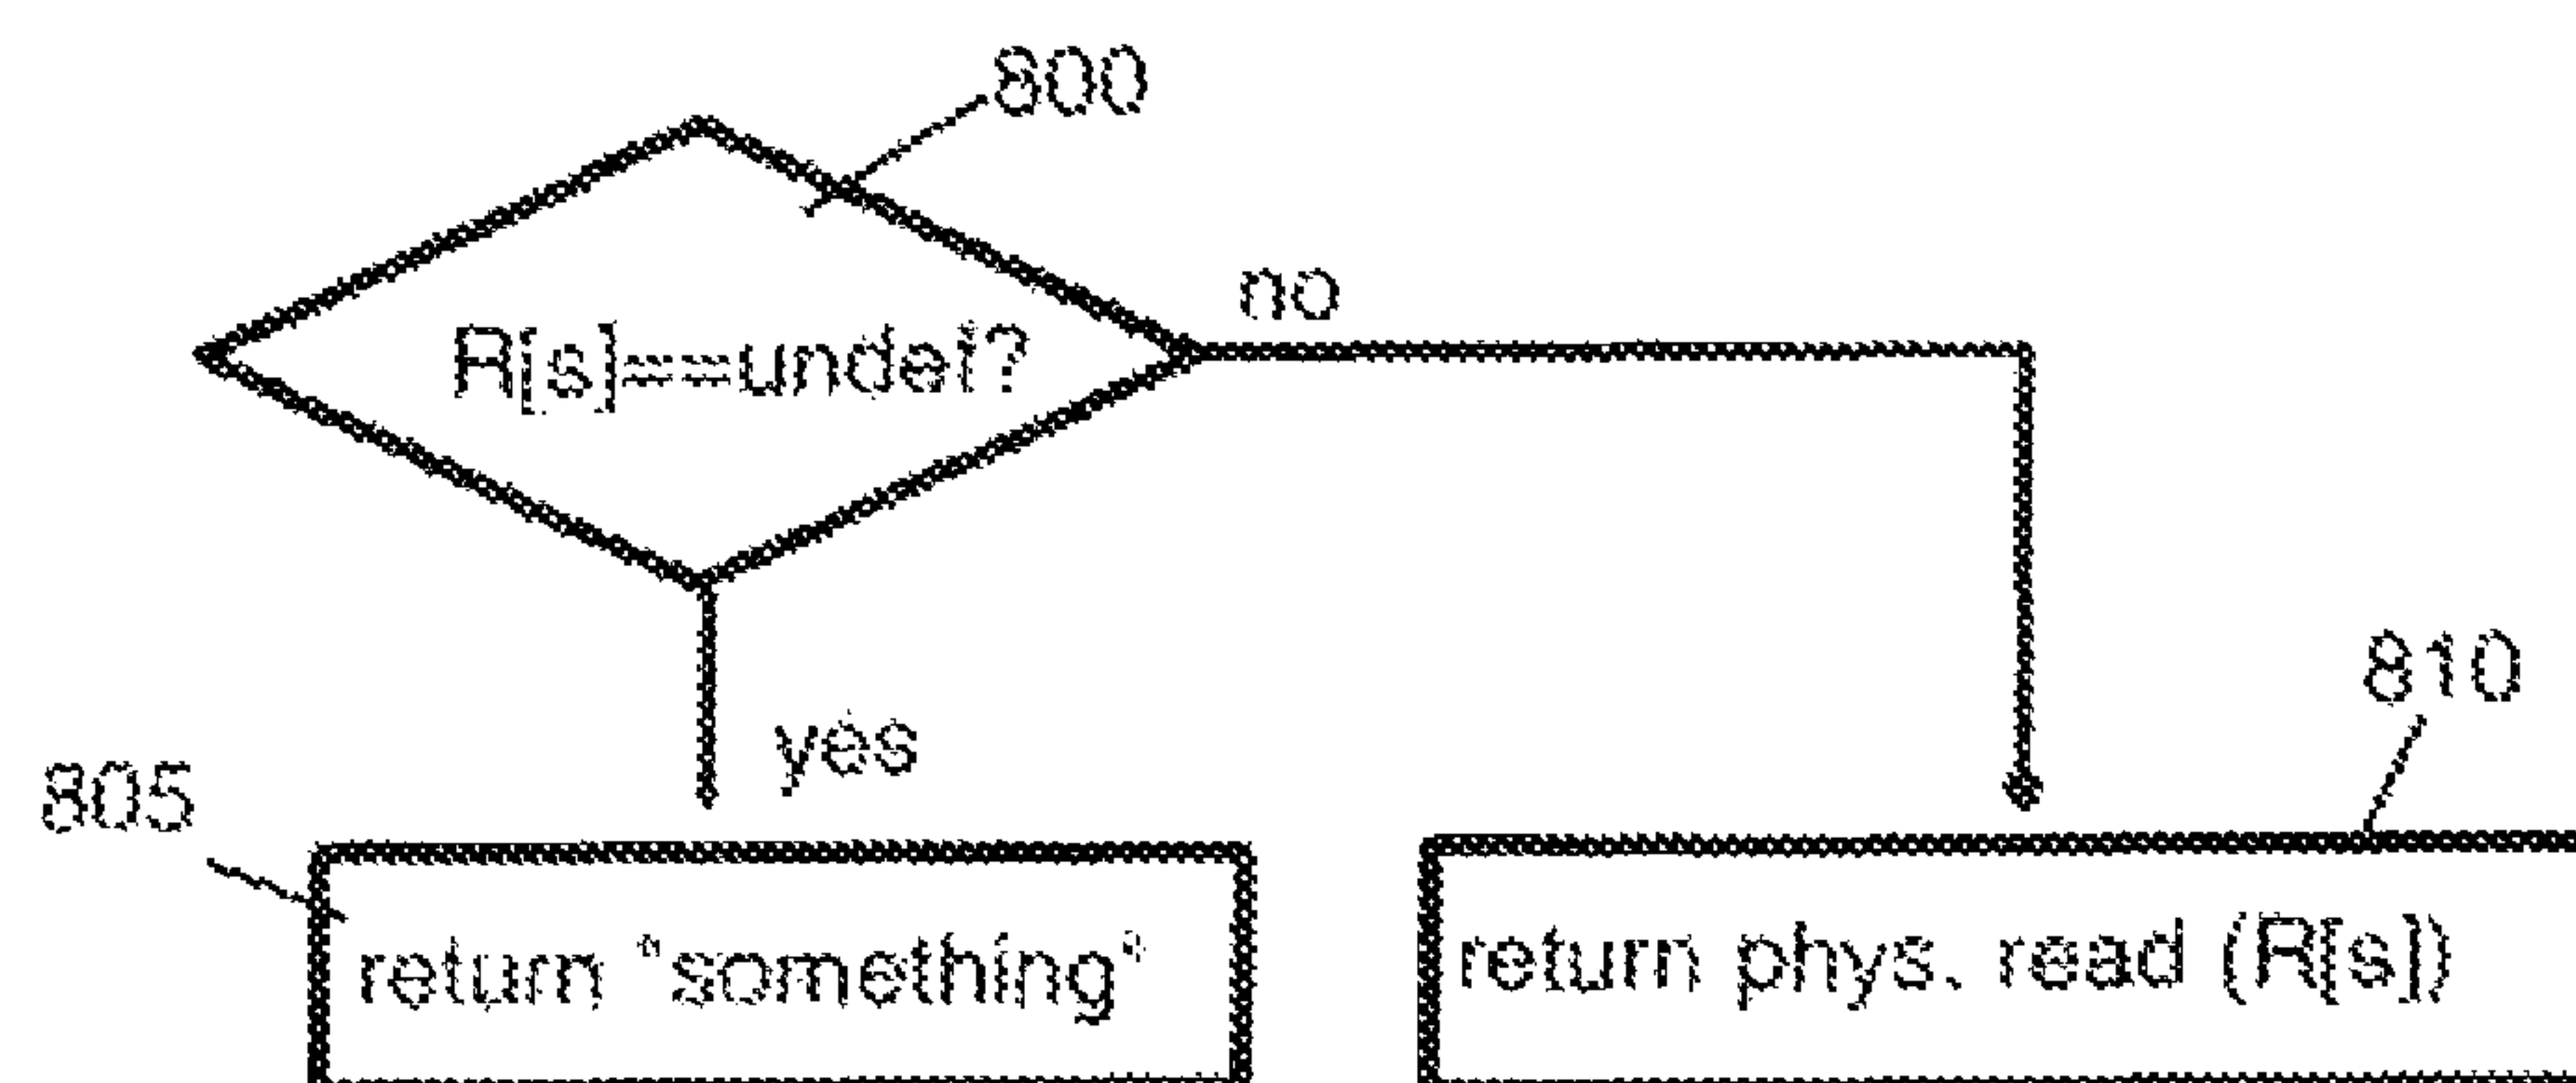 800
no
R[s]==undef?
810
yes
805
return "something"
return phys. read (R[s])